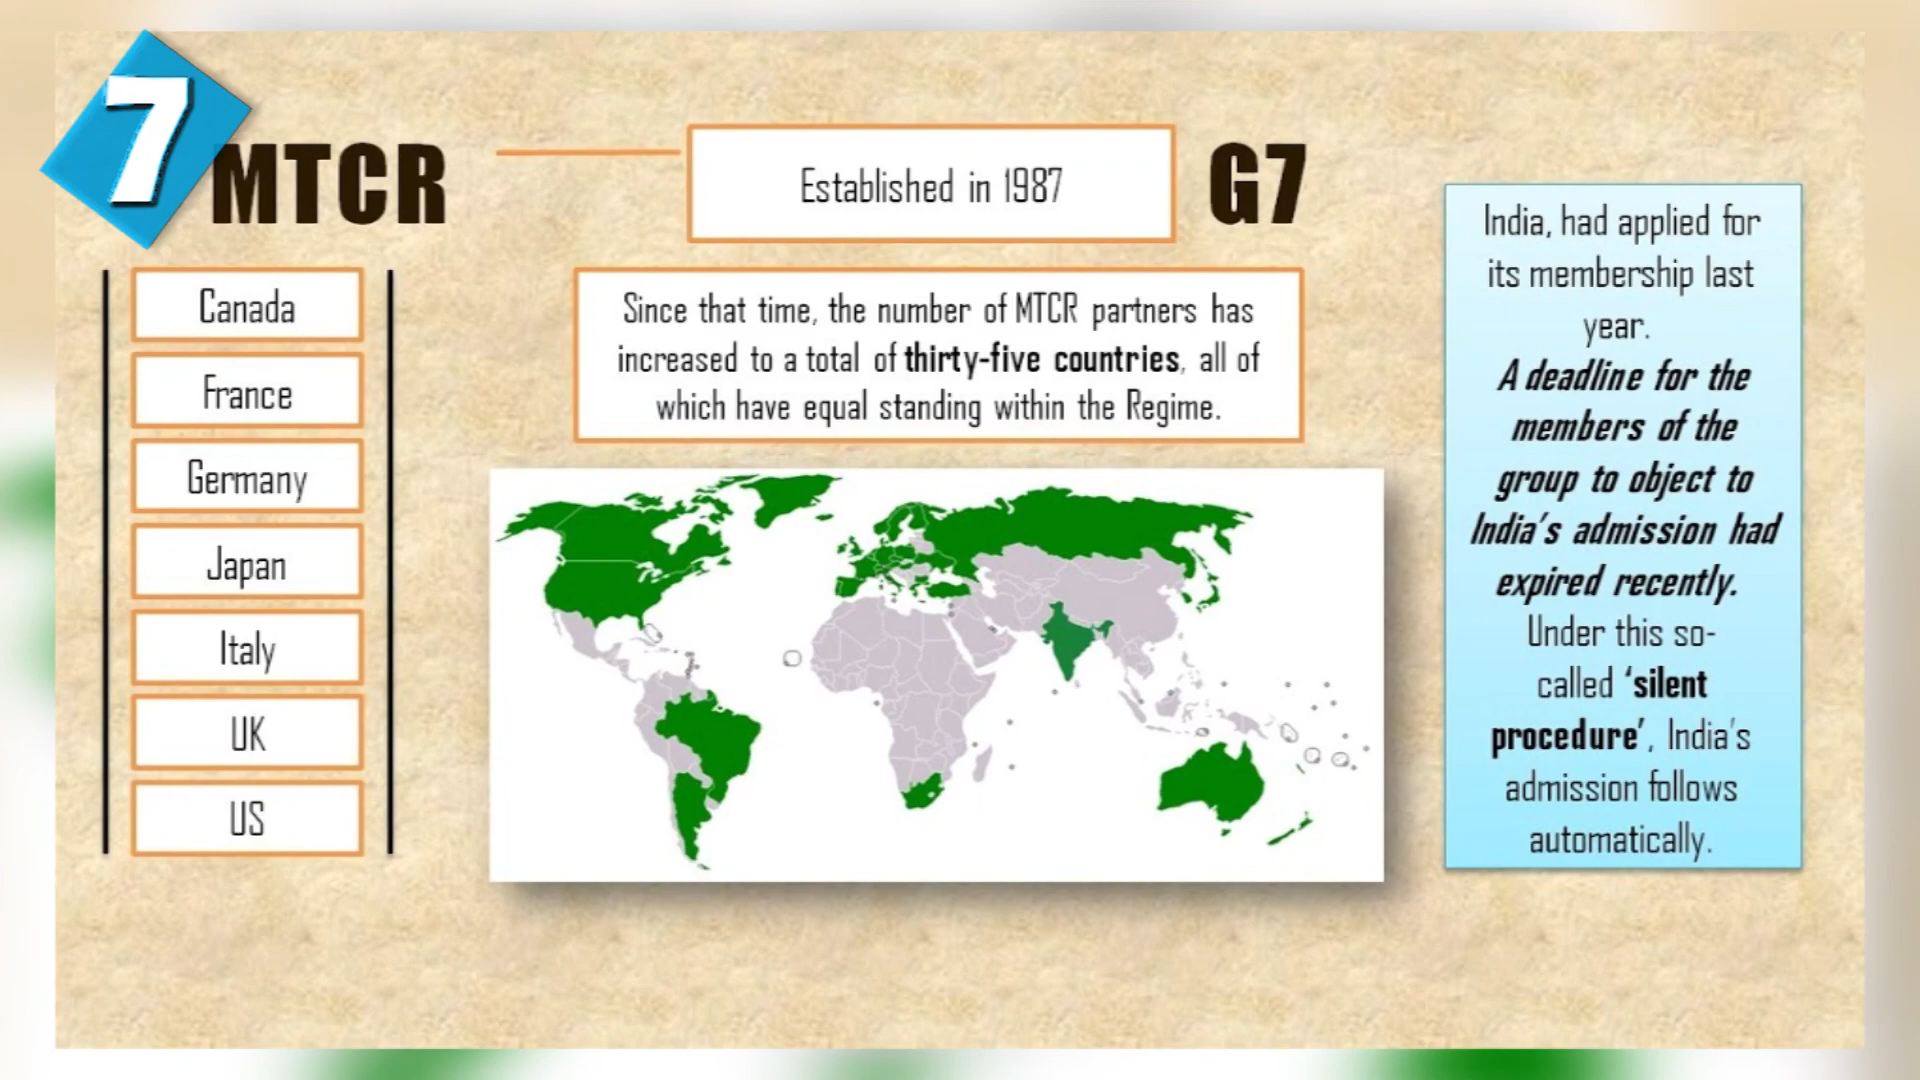 7
MTCR
Established in 1987
G7
Canada
France
Germany
Japan
Italy
UK
US
Since that time, the number of MTCR partners has
increased to a total of thirty-five countries, all of
which have equal standing within the Regime.
India, had applied for
its membership last
year.
A deadline for the
members of the
group to object to
India's admission had
expired recently.
Under this so-
called 'silent
procedure', India's
admission follows
automatically.